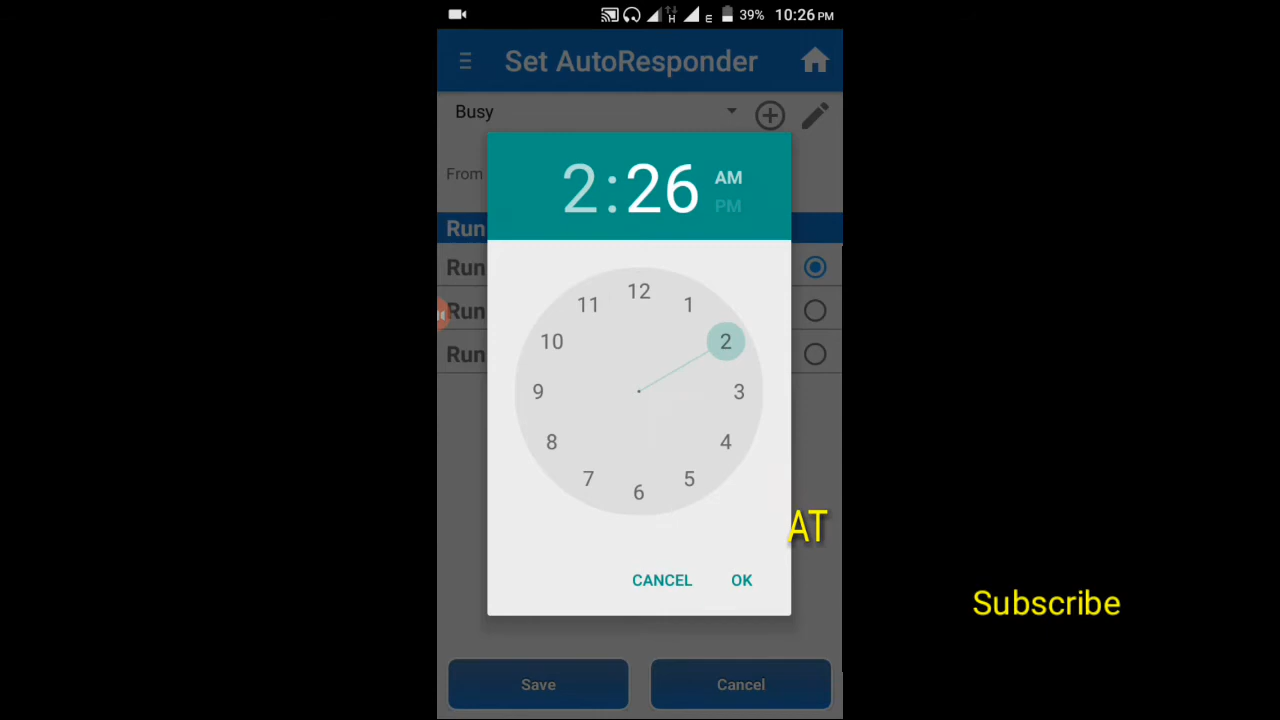 39% 10:26 PM
H
E
Set AutoResponder
Busy
From
2:26
AM
PM
Run
Run
Run
Run
12
11
1
10
2
9
3
8
4
7
5
6
AT
CANCEL OK
Subscribe
Save Cancel